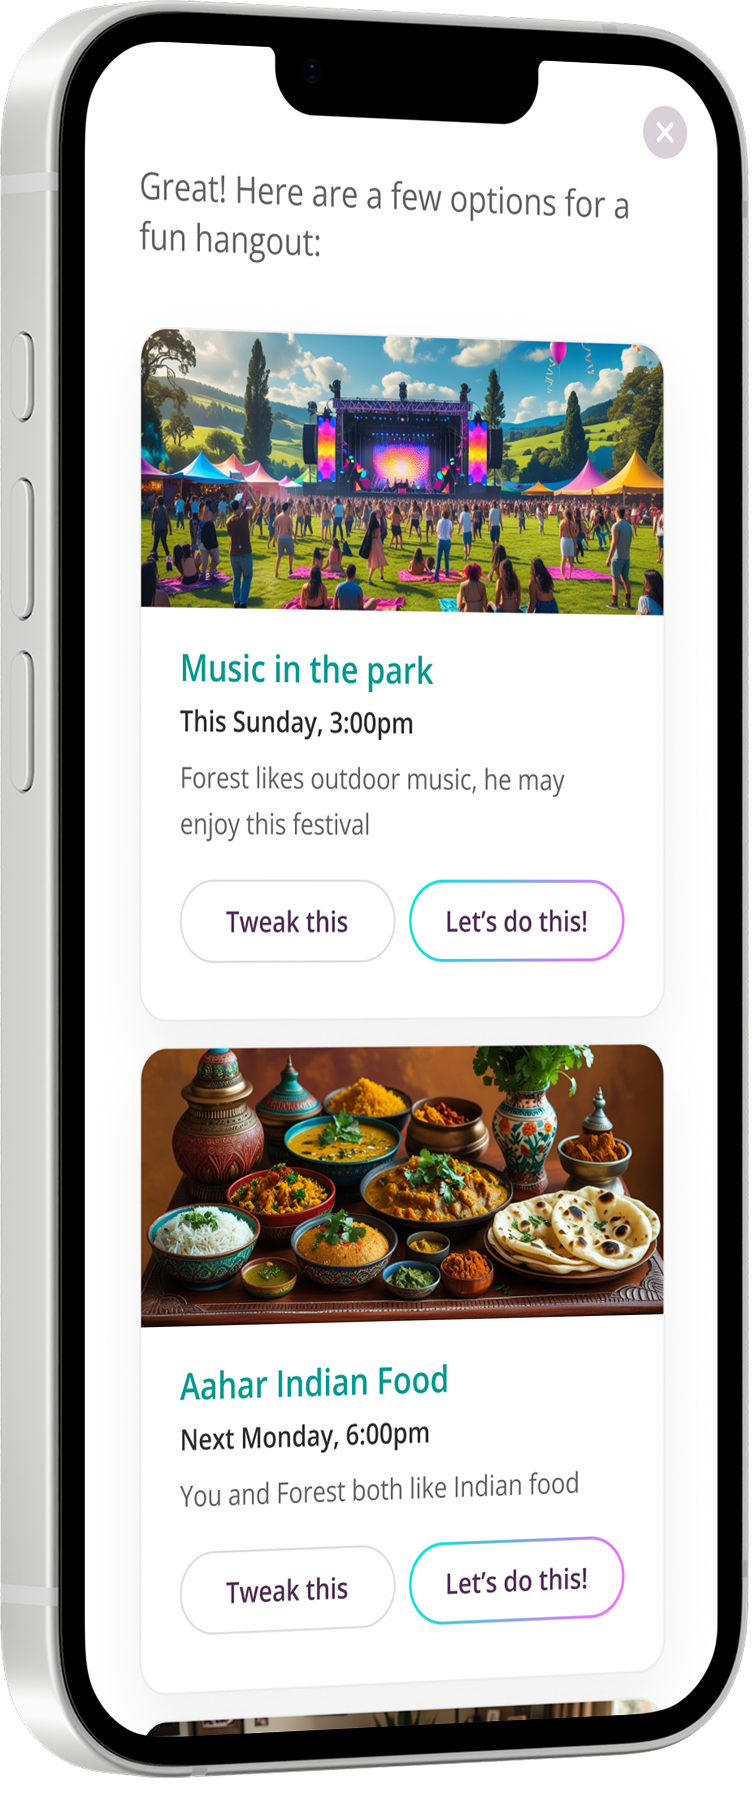 Great! Here are a few options for a
fun hangout:
Music in the park
This Sunday, 3:00pm
Forest likes outdoor music, he may
enjoy this festival
Tweak this
Let’s do this!
Aahar Indian Food
Next Monday, 6:00pm
You and Forest both like Indian food
Tweak this
Let’s do this!